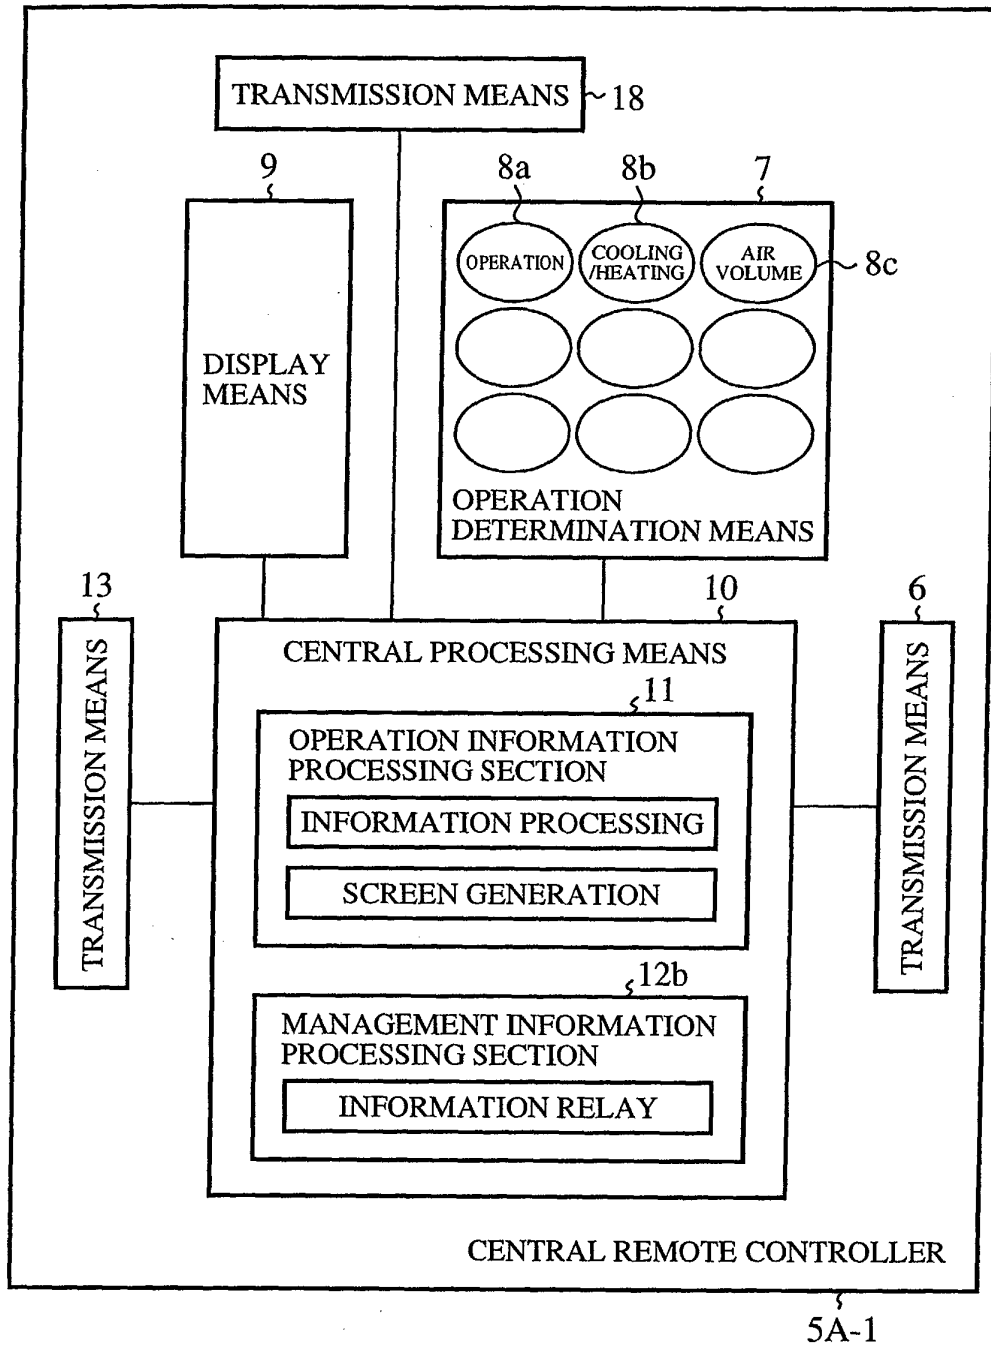 TRANSMISSION MEANS
18
9
8a
8b
7
OPERATION
COOLING
/HEATING
AIR
VOLUME
8c
DISPLAY
MEANS
OPERATION
DETERMINATION MEANS
13
10
6
TRANSMISSION MEANS
CENTRAL PROCESSING MEANS
TRANSMISSION MEANS
11
OPERATION INFORMATION
PROCESSING SECTION
INFORMATION PROCESSING
SCREEN GENERATION
12b
MANAGEMENT INFORMATION
PROCESSING SECTION
INFORMATION RELAY
CENTRAL REMOTE CONTROLLER
5A-1